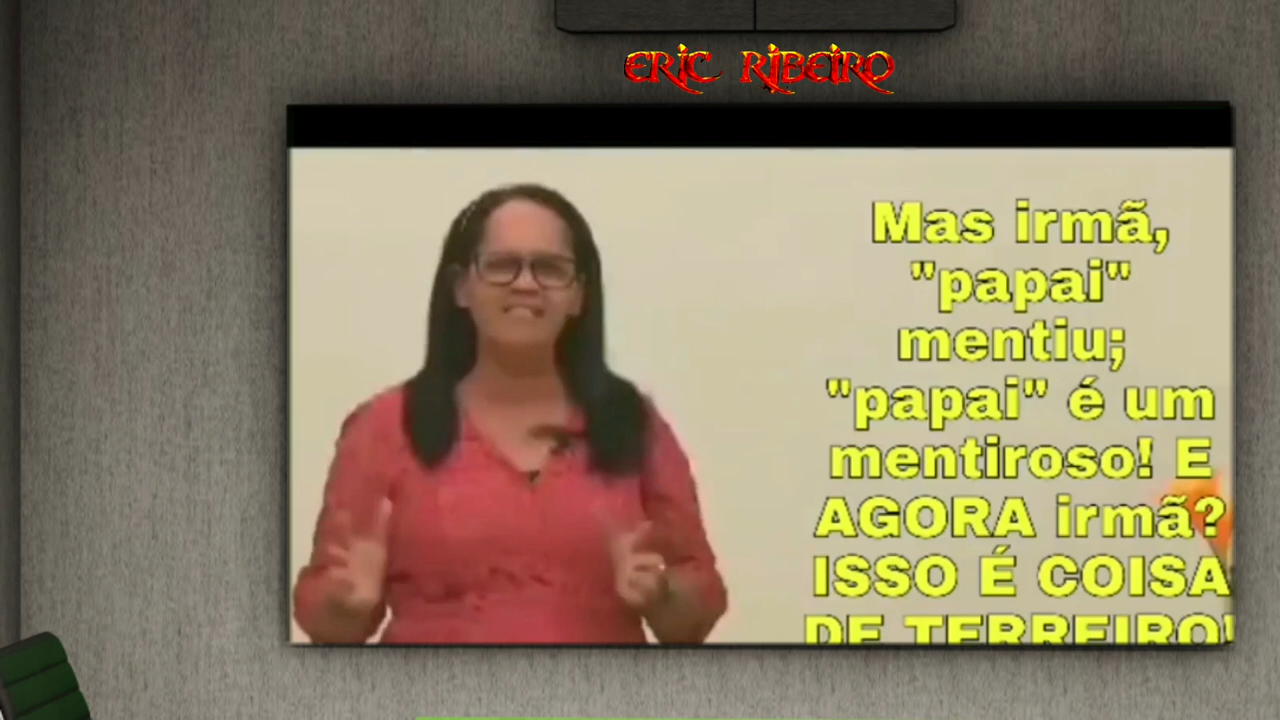 ERIC RIBEIRO
Mas irmã,
"papai"
mentiu;
"papai" é um
mentiroso! E
AGORA irmã?
ISSO É COISA
DE TERREIRO!